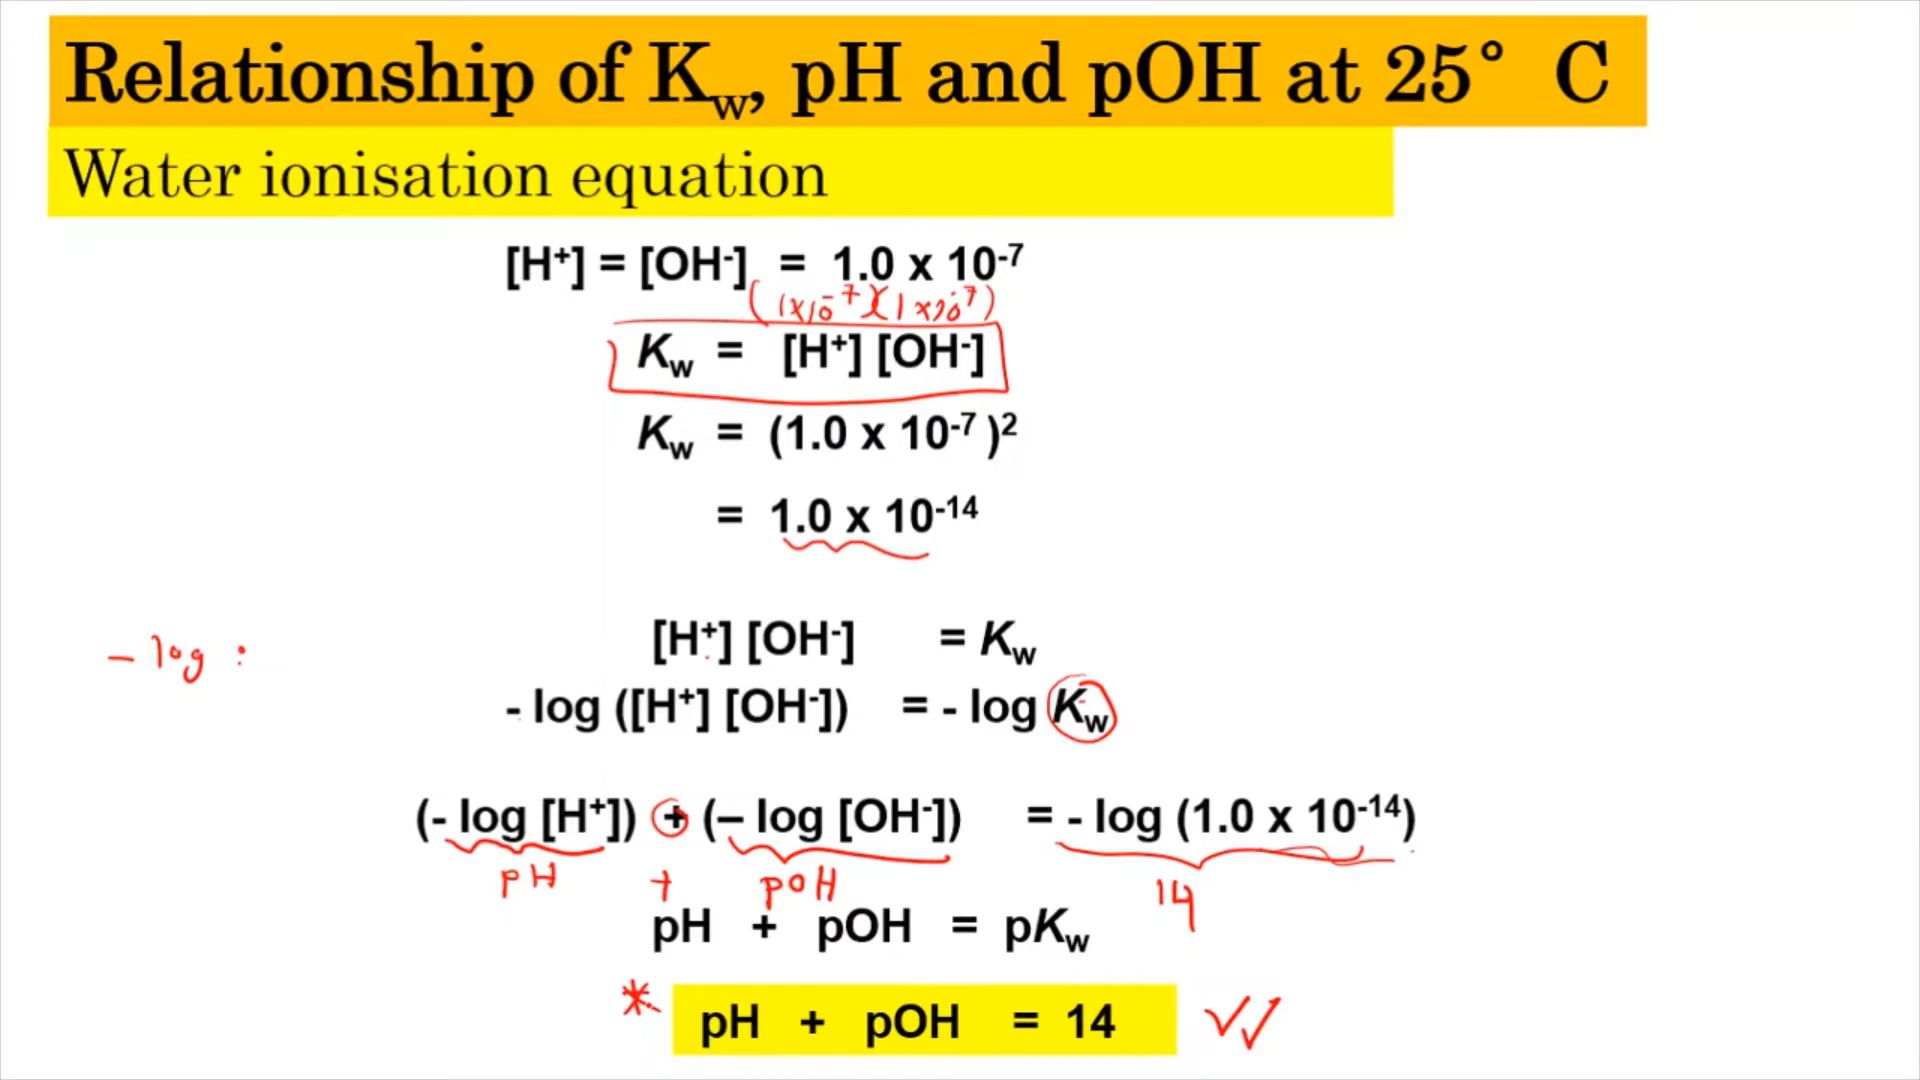 Relationship of Kw, pH and pOH at 25° C
Water ionisation equation
[H⁺] = [OH⁻] = 1.0 x 10⁻⁷
(1x10⁻⁷)(1x10⁻⁷)
Kw = [H⁺] [OH⁻]
Kw = (1.0 x 10⁻⁷ )²
= 1.0 x 10⁻¹⁴
[H⁺] [OH⁻] = Kw
- log :
- log ([H⁺] [OH⁻]) = - log Kw
(- log [H⁺]) + (– log [OH⁻]) = - log (1.0 x 10⁻¹⁴)
pH + pOH 14
pH + pOH = pKw
* pH + pOH = 14 ✓✓